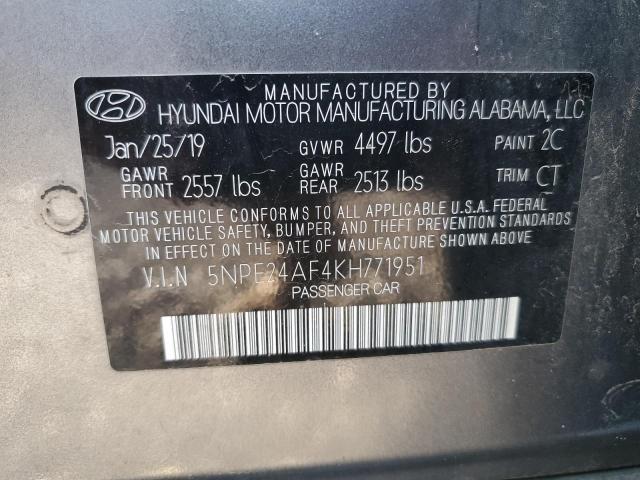 MANUFACTURED BY
HYUNDAI MOTOR MANUFACTURING ALABAMA, LLC
Jan/25/19 GVWR 4497 lbs PAINT 2C
GAWR FRONT 2557 lbs GAWR REAR 2513 lbs TRIM CT
THIS VEHICLE CONFORMS TO ALL APPLICABLE U.S.A. FEDERAL
MOTOR VEHICLE SAFETY, BUMPER, AND THEFT PREVENTION STANDARDS
IN EFFECT ON THE DATE OF MANUFACTURE SHOWN ABOVE.
V.I.N 5NPE24AF4KH771951
PASSENGER CAR